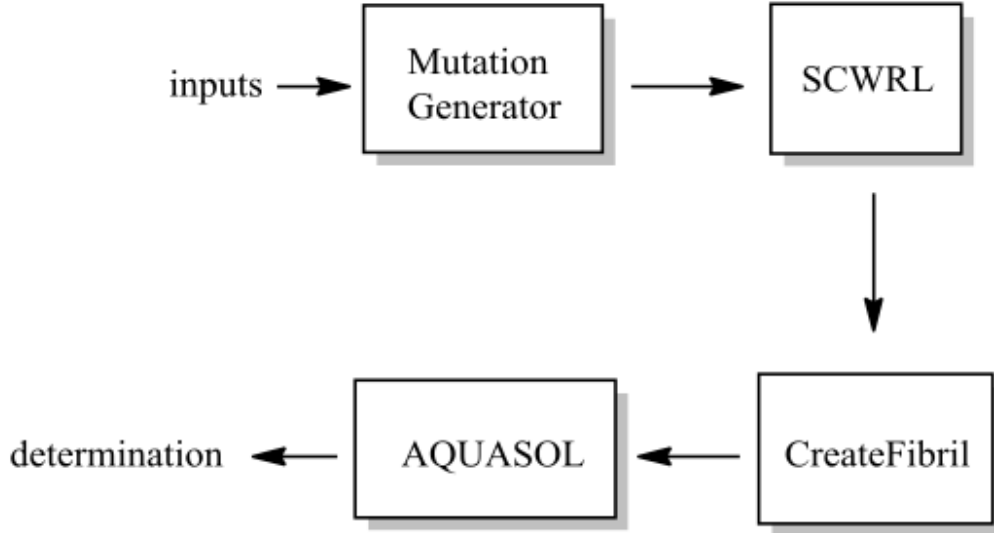 inputs
Mutation
Generator
SCWRL
CreateFibril
AQUASOL
determination